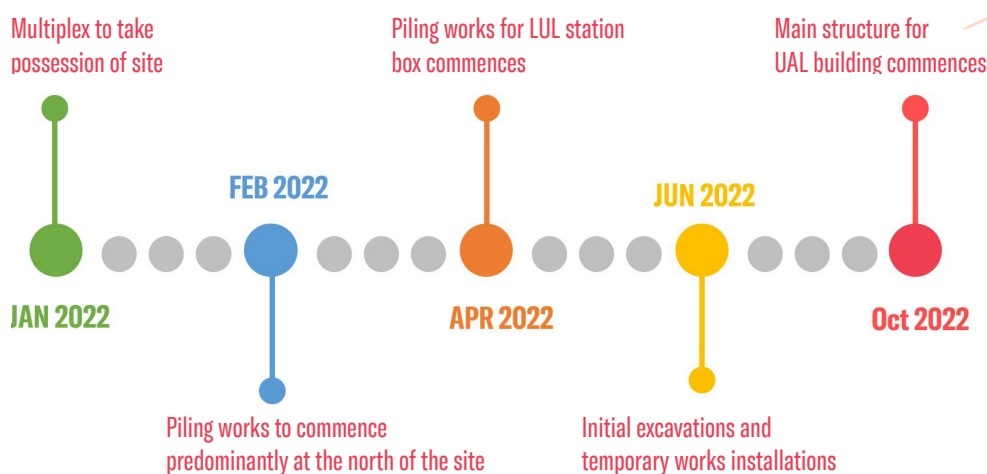 Multiplex to take
possession of site
Piling works for LUL station
box commences
Main structure for
UAL building commences
FEB 2022
JUN 2022
JAN 2022
APR 2022
Oct 2022
Piling works to commence
predominantly at the north of the site
Initial excavations and
temporary works installations